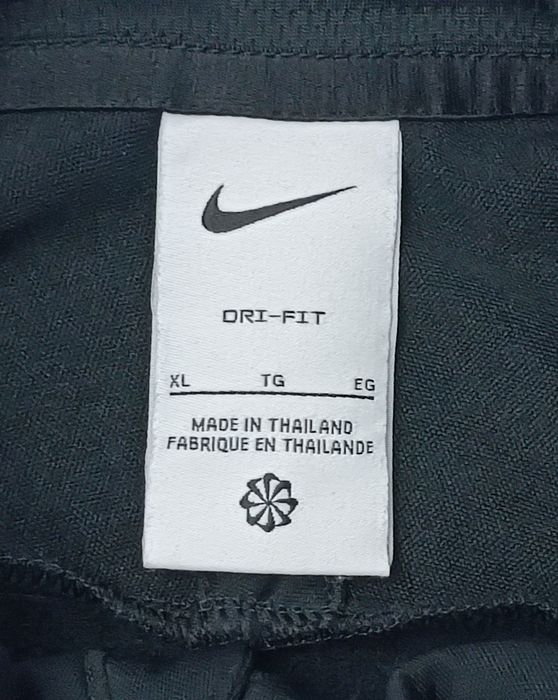 DRI-FIT
XL TG EG
MADE IN THAILAND
FABRIQUE EN THAILANDE